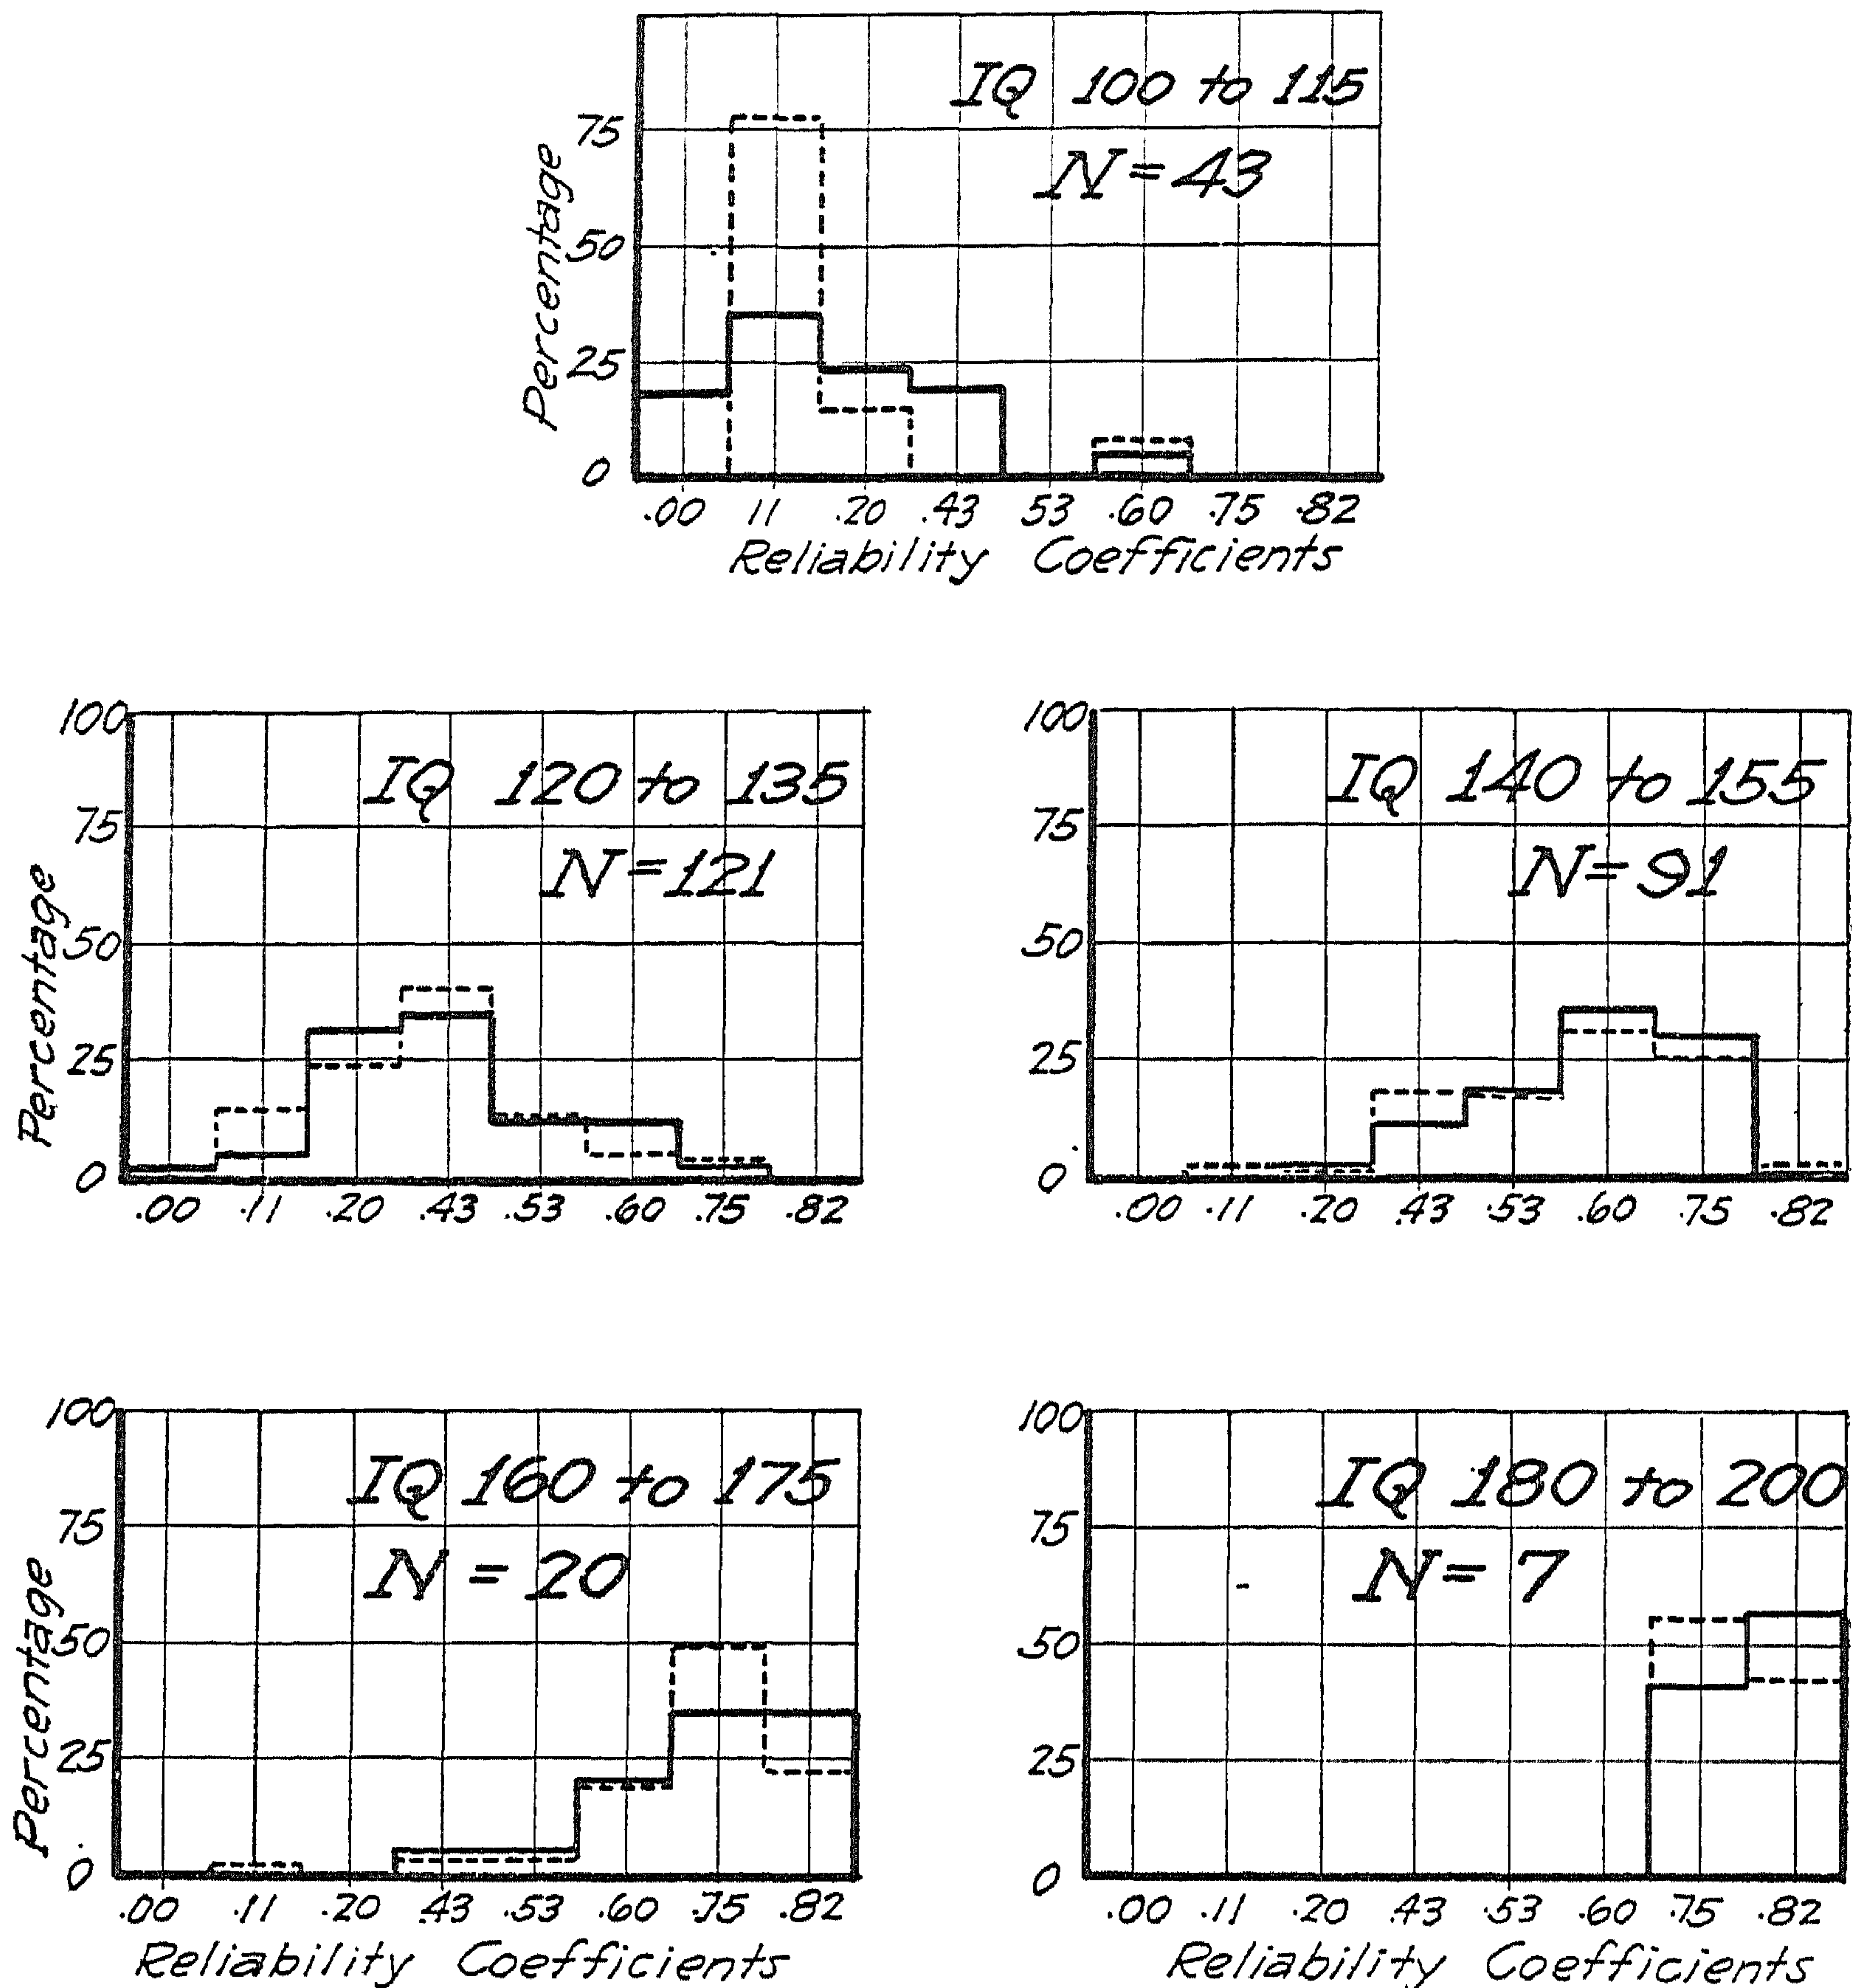 IQ 100 to 115
N=43
75
50
25
0
Percentage
.00 11 .20 .43 53 .60 .75 .82
Reliability Coefficients
100
75
50
25
0
Percentage
IQ 120 to 135
N=121
.00 .11 .20 .43 .53 .60 .75 .82
100
75
50
25
0
IQ 140 to 155
N=91
.00 .11 .20 .43 .53 .60 .75 .82
100
75
50
25
0
Percentage
IQ 160 to 175
N=20
.00 .11 .20 .43 .53 .60 .75 .82
Reliability Coefficients
100
75
50
25
0
IQ 180 to 200
N=7
.00 .11 .20 .43 .53 .60 .75 .82
Reliability Coefficients